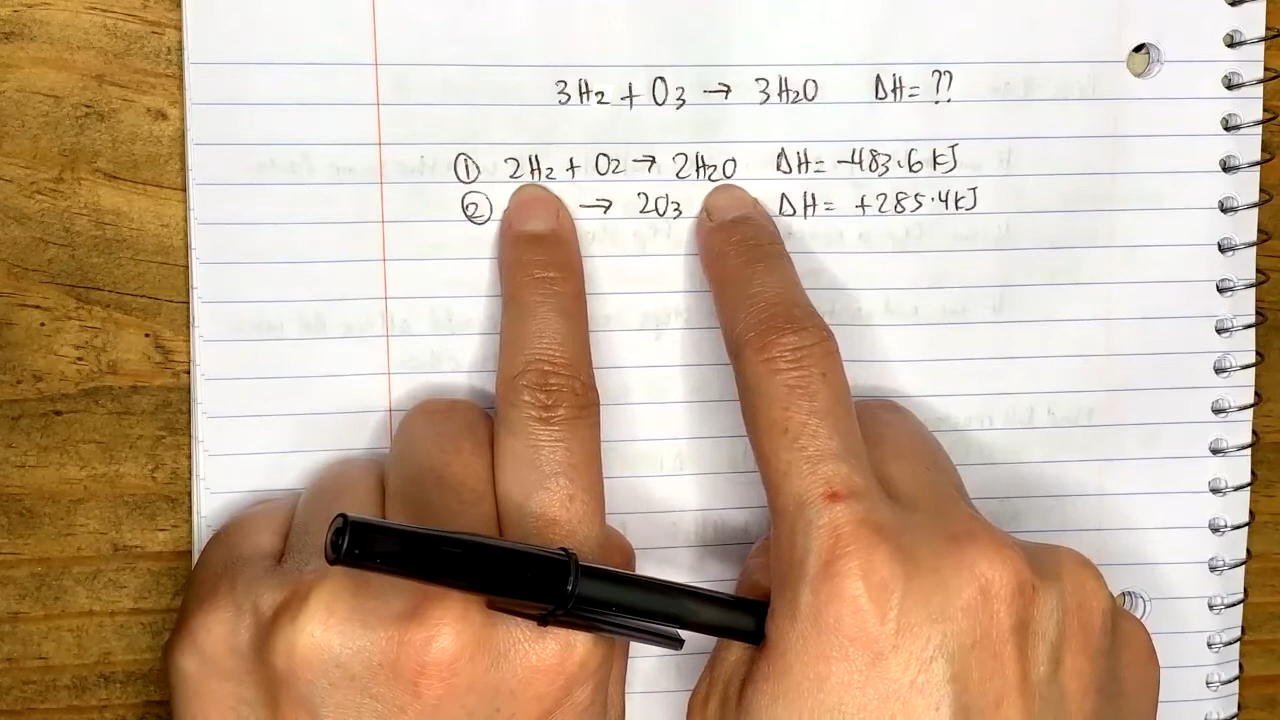 3H2 + O3 → 3H2O ΔH= ??
① 2H2 + O2 → 2H2O ΔH= -483.6 kJ
② → 2O3 ΔH= +285.4 kJ